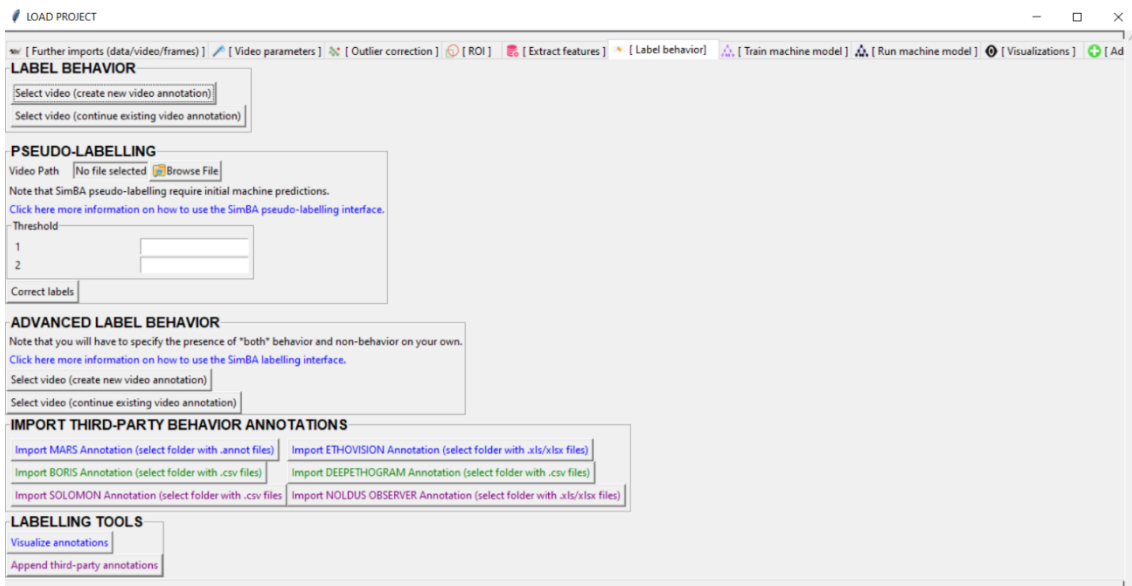 LOAD PROJECT
[ Further imports (data/video/frames) ] [ Video parameters ] [ Outlier correction ] [ ROI ] [ Extract features ] [ Label behavior] [ Train machine model ] [ Run machine model ] [ Visualizations ] [ Ad
LABEL BEHAVIOR
Select video (create new video annotation)
Select video (continue existing video annotation)
PSEUDO-LABELLING
Video Path No file selected Browse File
Note that SimBA pseudo-labelling require initial machine predictions.
Click here more information on how to use the SimBA pseudo-labelling interface.
Threshold
1
2
Correct labels
ADVANCED LABEL BEHAVIOR
Note that you will have to specify the presence of *both* behavior and non-behavior on your own.
Click here more information on how to use the SimBA labelling interface.
Select video (create new video annotation)
Select video (continue existing video annotation)
IMPORT THIRD-PARTY BEHAVIOR ANNOTATIONS
Import MARS Annotation (select folder with .annot files) Import ETHOVISION Annotation (select folder with .xls/xlsx files)
Import BORIS Annotation (select folder with .csv files) Import DEEPETHOGRAM Annotation (select folder with .csv files)
Import SOLOMON Annotation (select folder with .csv files Import NOLDUS OBSERVER Annotation (select folder with .xls/xlsx files)
LABELLING TOOLS
Visualize annotations
Append third-party annotations